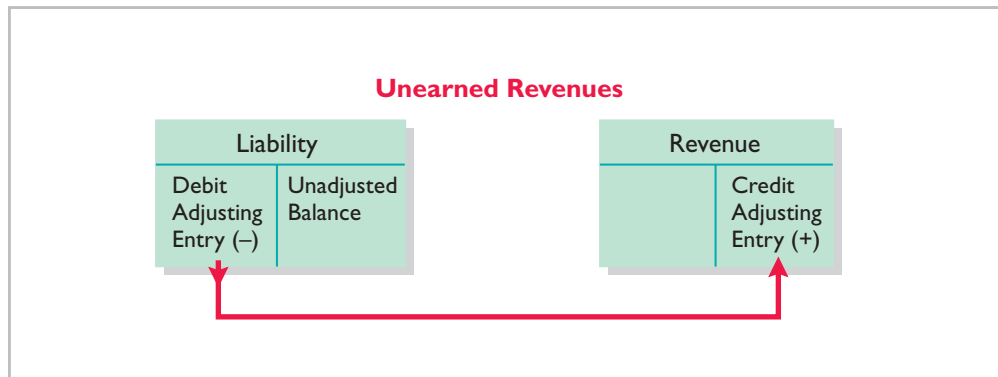 Unearned Revenues
Liability
Debit
Adjusting
Entry (–)
Unadjusted
Balance
Revenue
Credit
Adjusting
Entry (+)